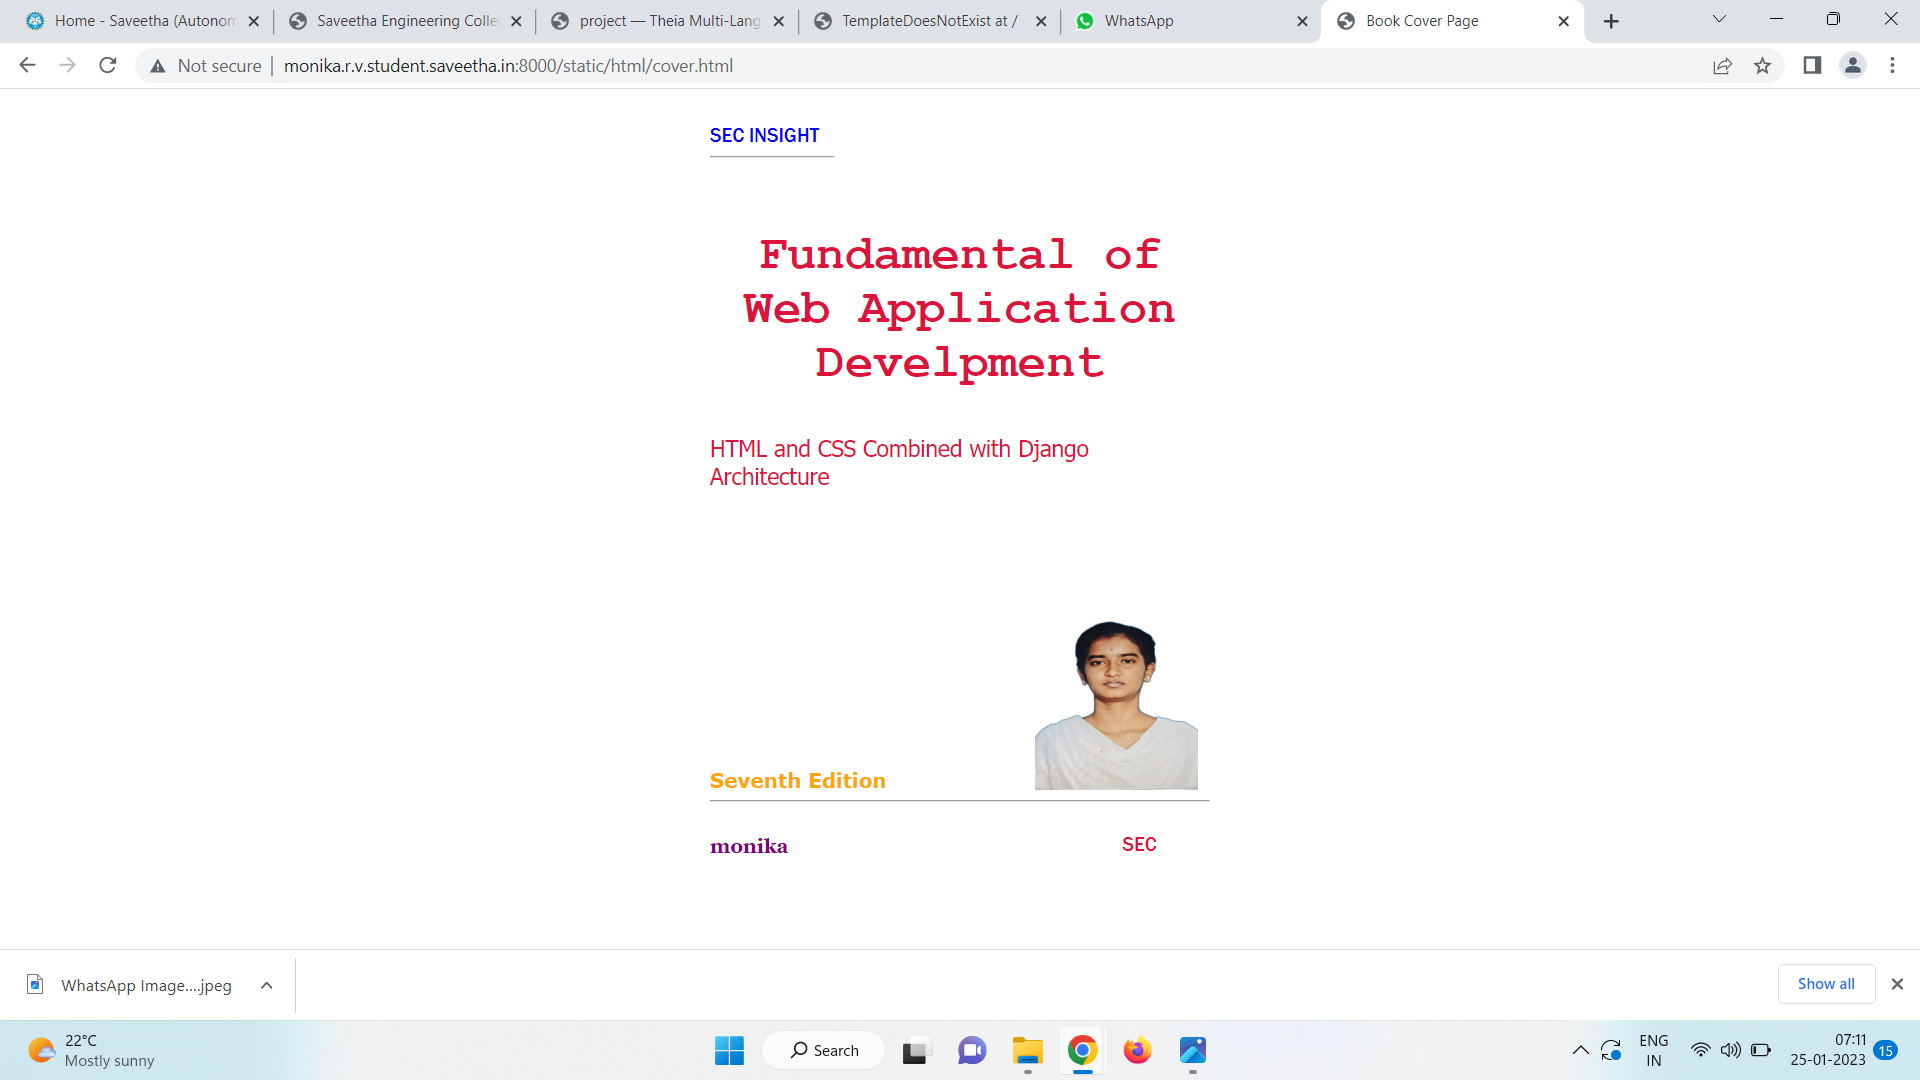 Home - Saveetha (Autonom
Saveetha Engineering Colle
project — Theia Multi-Lang
TemplateDoesNotExist at /
WhatsApp
Book Cover Page
Not secure
monika.r.v.student.saveetha.in:8000/static/html/cover.html
SEC INSIGHT
Fundamental of
Web Application
Develpment
HTML and CSS Combined with Django
Architecture
Seventh Edition
monika
SEC
WhatsApp Image....jpeg
Show all
22°C
Mostly sunny
Search
ENG
IN
07:11
25-01-2023
15